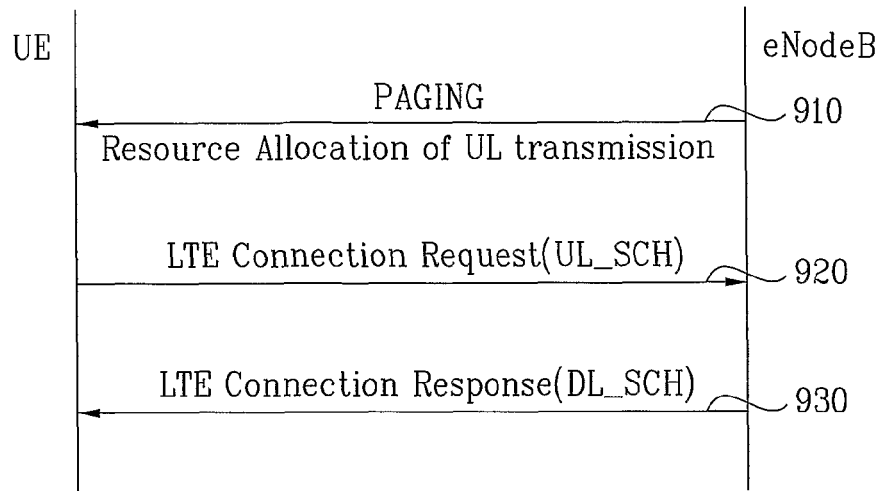 UE
eNodeB
PAGING
910
Resource Allocation of UL transmission
LTE Connection Request(UL_SCH)
920
LTE Connection Response(DL_SCH)
930